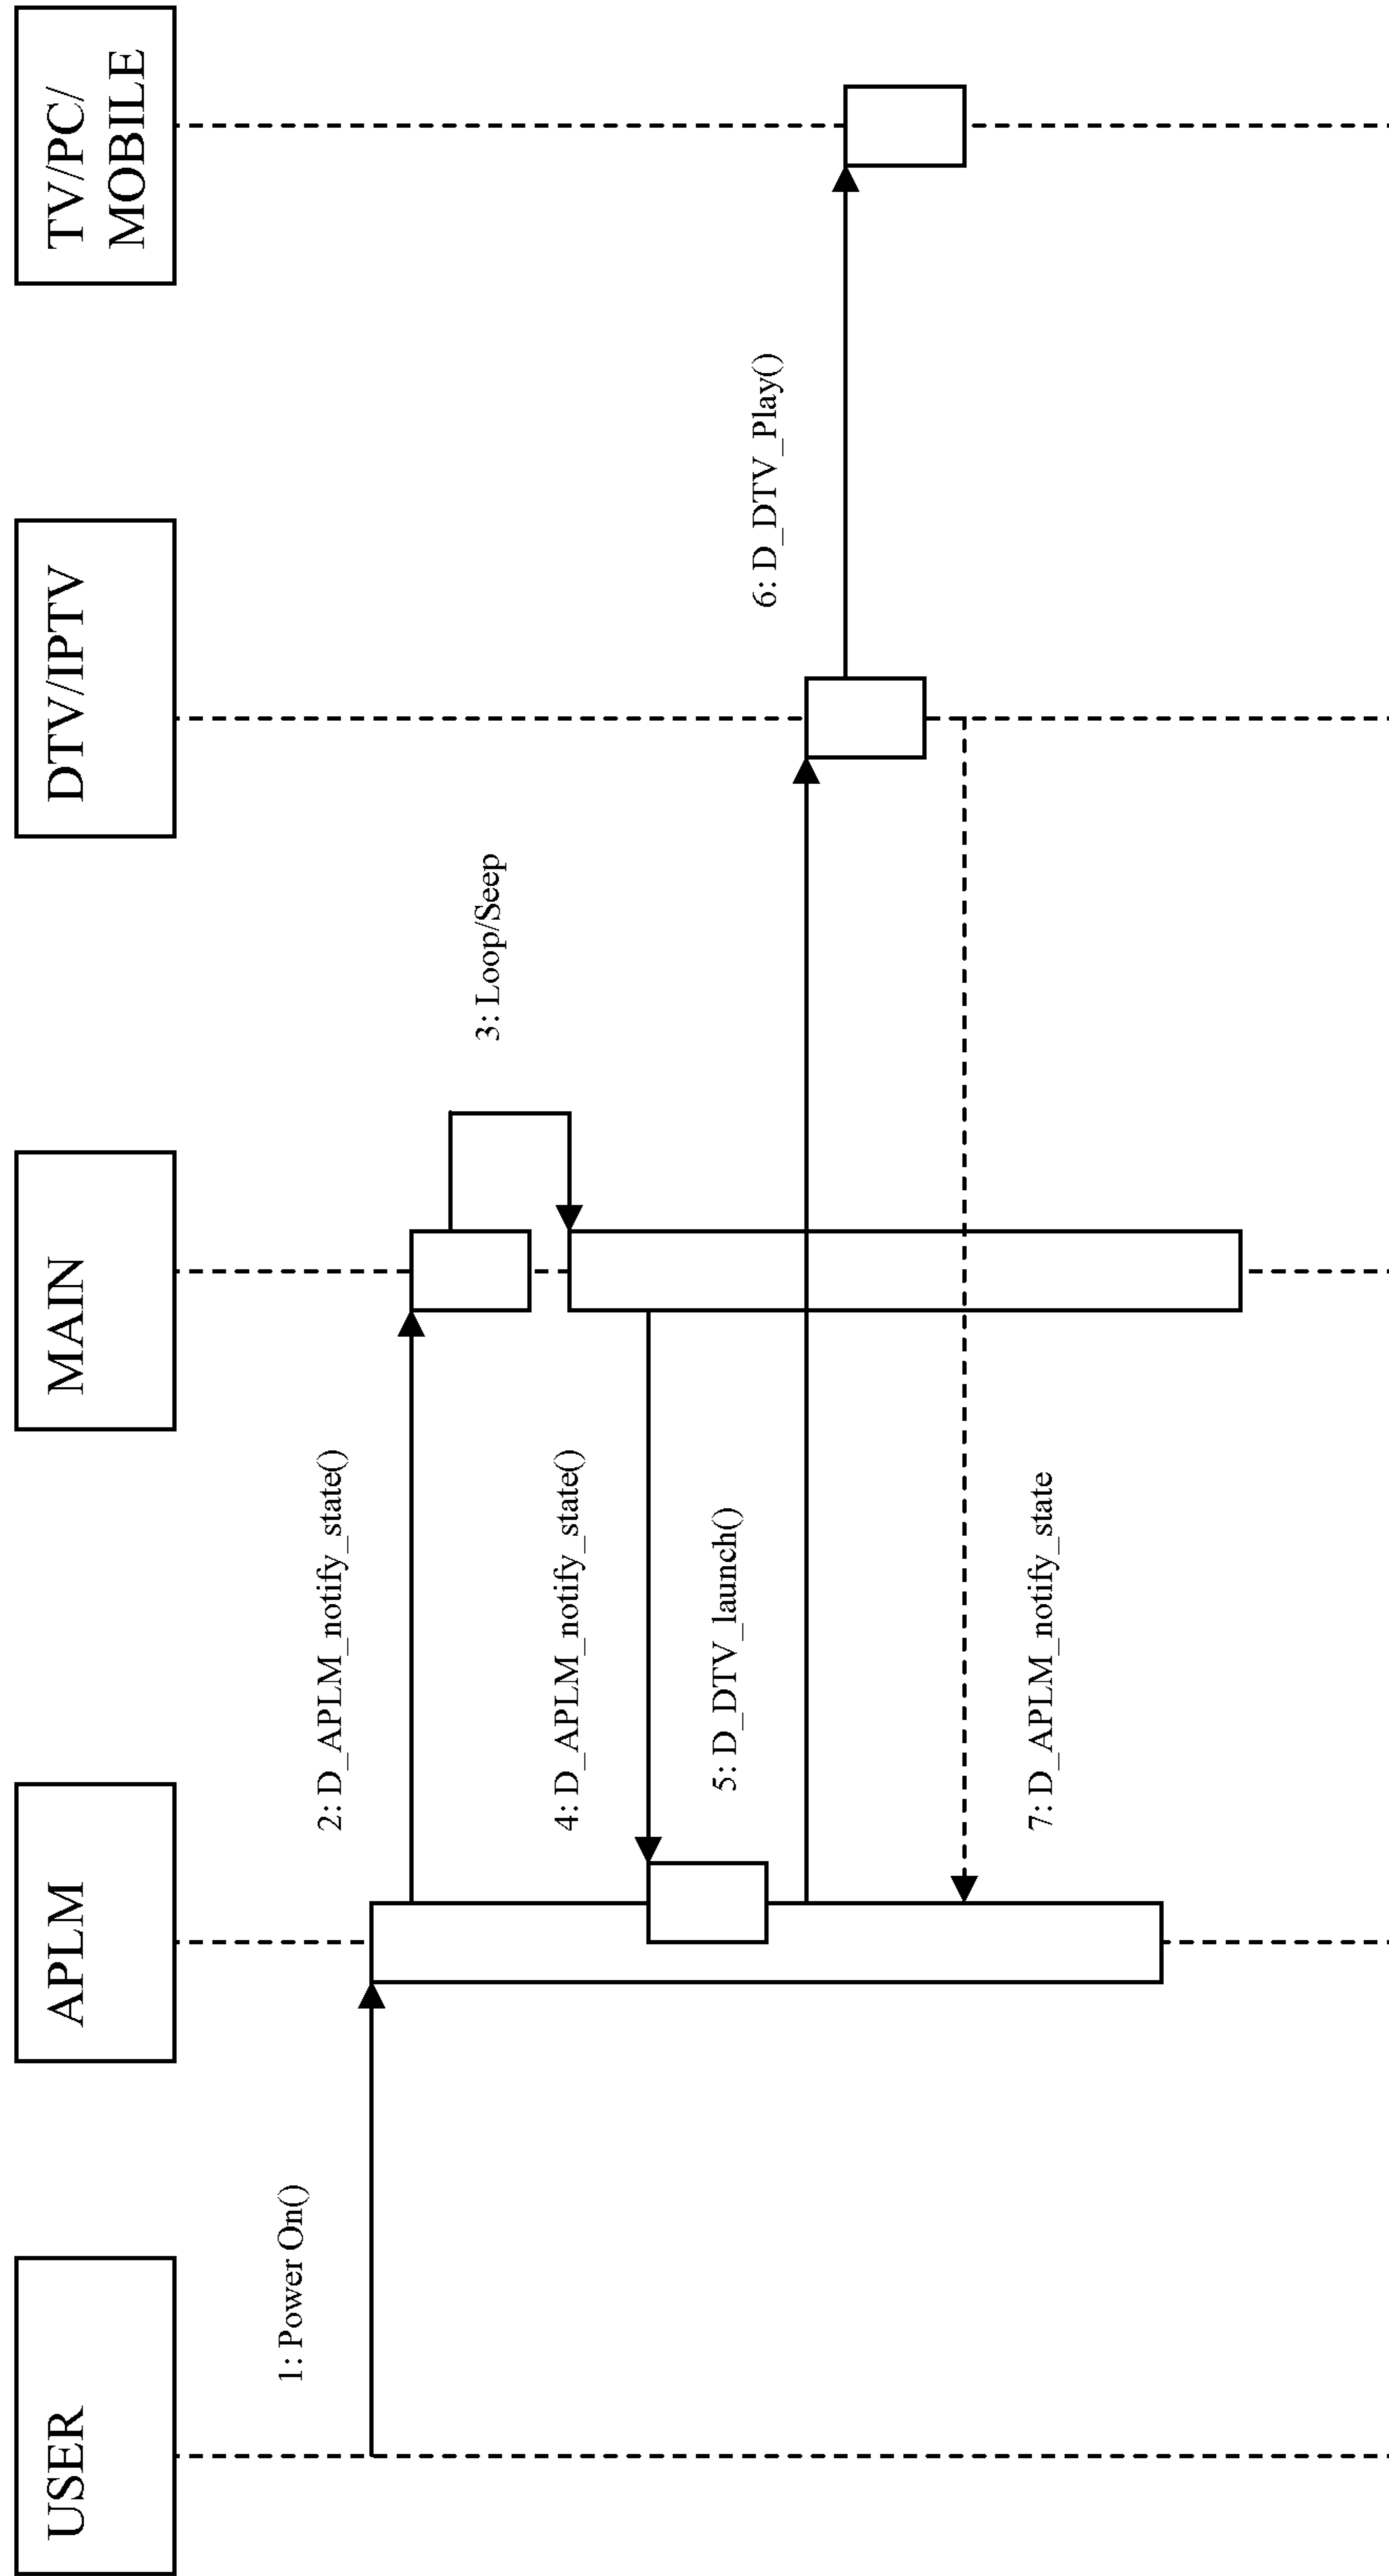 USER
APLM
MAIN
DTV/IPTV
TV/PC/
MOBILE
1: Power On()
2: D_APLM_notify_state()
3: Loop/Seep
4: D_APLM_notify_state()
5: D_DTV_launch()
6: D_DTV_Play()
7: D_APLM_notify_state